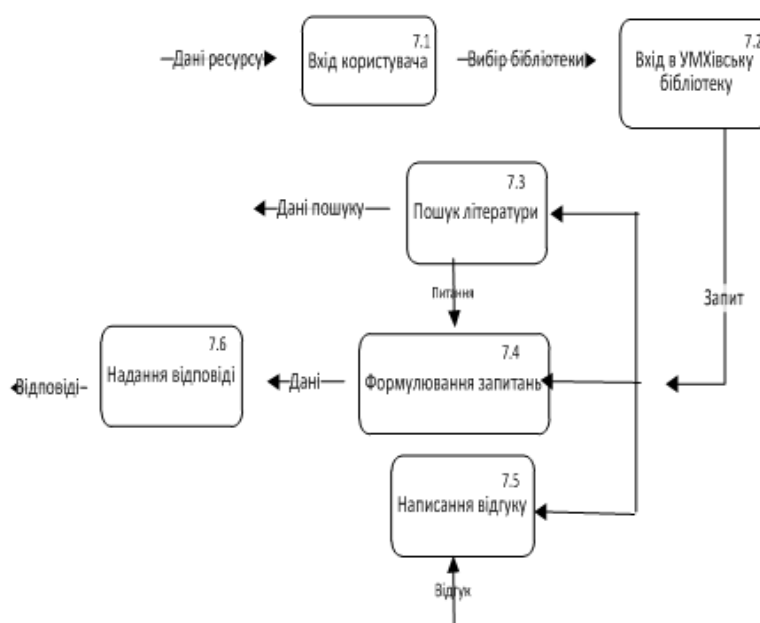 7.1
Дані ресурсу
Вхід користувача
Вибір бібліотеки
7.2
Вхід в УМХівську
бібліотеку
7.3
Дані пошуку
Пошук літератури
Питання
Запит
7.6
Надання відповіді
Відповіді
Дані
7.4
Формулювання запитань
7.5
Написання відгуку
Відгук